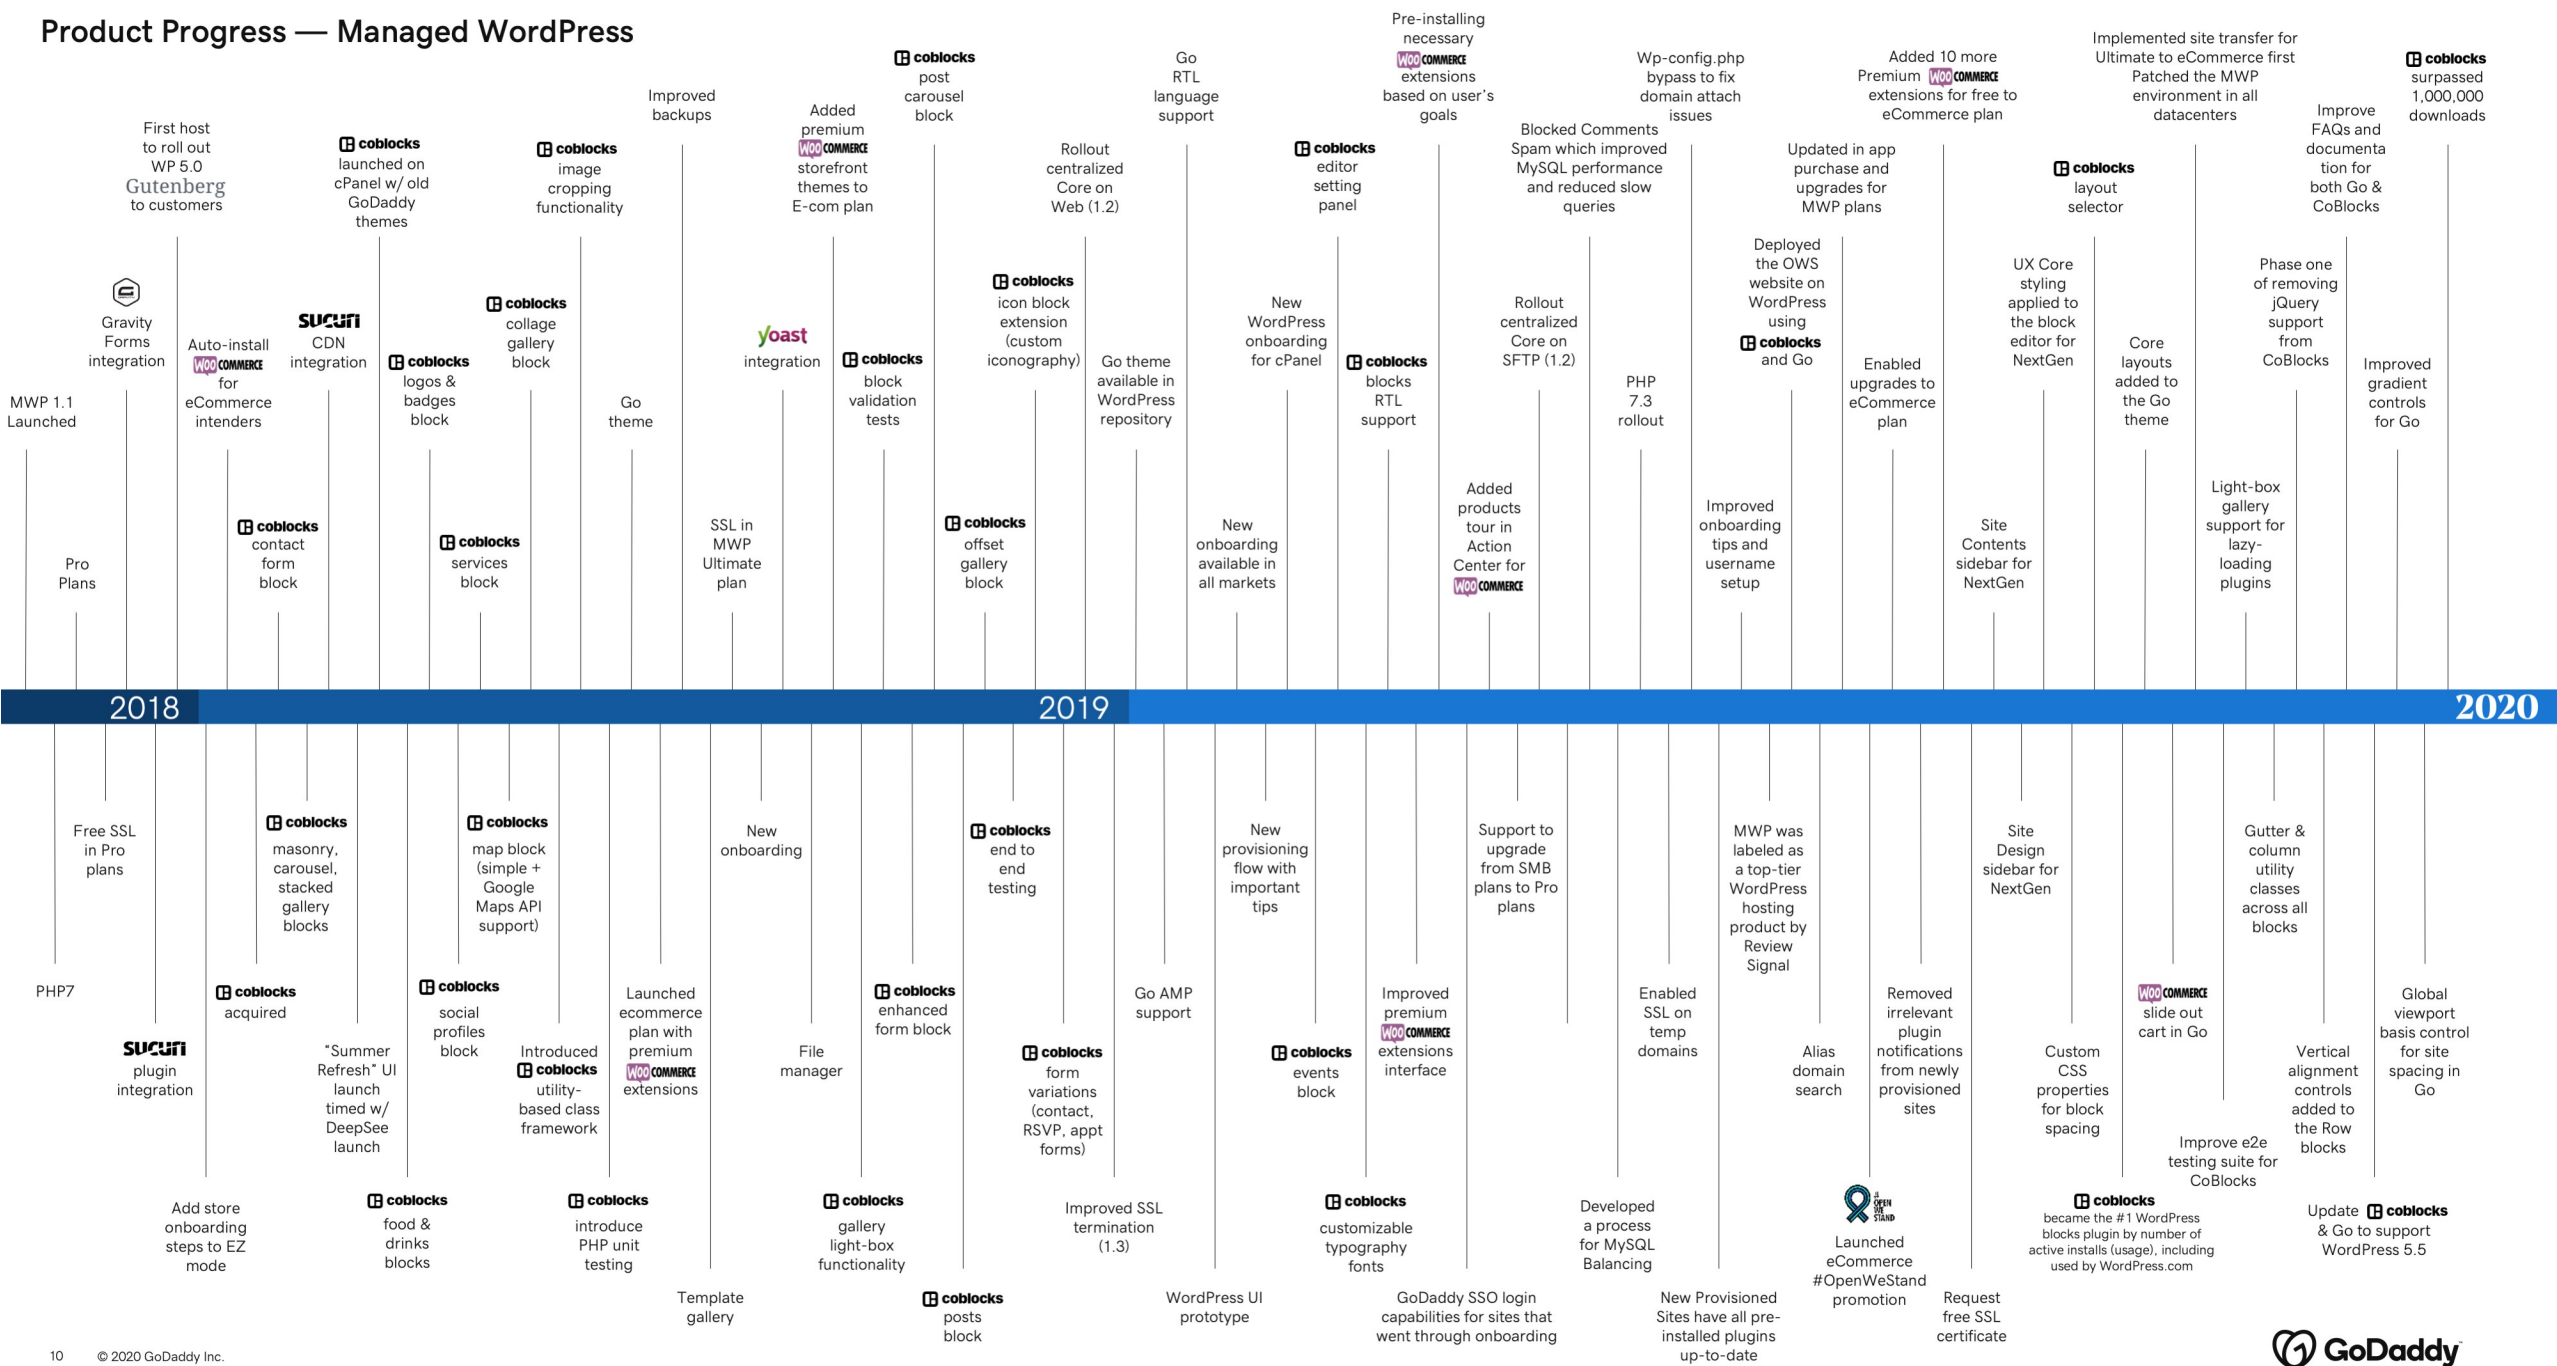 Product Progress — Managed WordPress
MWP 1.1
Launched
Pro
Plans
Gravity
Forms
integration
First host
to roll out
WP 5.0
Gutenberg
to customers
Auto-install
WOO COMMERCE
for
eCommerce
intenders
coblocks
contact
form
block
SUCURI
CDN
integration
coblocks
launched on
cPanel w/ old
GoDaddy
themes
coblocks
logos &
badges
block
coblocks
services
block
coblocks
collage
gallery
block
coblocks
image
cropping
functionality
Go
theme
Improved
backups
SSL in
MWP
Ultimate
plan
yoast
integration
Added
premium
WOO COMMERCE
storefront
themes to
E-com plan
coblocks
block
validation
tests
coblocks
post
carousel
block
coblocks
offset
gallery
block
coblocks
icon block
extension
(custom
iconography)
Rollout
centralized
Core on
Web (1.2)
Go theme
available in
WordPress
repository
Go
RTL
language
support
New
onboarding
available in
all markets
New
WordPress
onboarding
for cPanel
coblocks
editor
setting
panel
coblocks
blocks
RTL
support
Pre-installing
necessary
WOO COMMERCE
extensions
based on user's
goals
Added
products
tour in
Action
Center for
WOO COMMERCE
Rollout
centralized
Core on
SFTP (1.2)
Blocked Comments
Spam which improved
MySQL performance
and reduced slow
queries
PHP
7.3
rollout
Wp-config.php
bypass to fix
domain attach
issues
Improved
onboarding
tips and
username
setup
Deployed
the OWS
website on
WordPress
using
coblocks
and Go
Updated in app
purchase and
upgrades for
MWP plans
Enabled
upgrades to
eCommerce
plan
Added 10 more
Premium WOO COMMERCE
extensions for free to
eCommerce plan
Site
Contents
sidebar for
NextGen
UX Core
styling
applied to
the block
editor for
NextGen
coblocks
layout
selector
Core
layouts
added to
the Go
theme
Implemented site transfer for
Ultimate to eCommerce first
Patched the MWP
environment in all
datacenters
Light-box
gallery
support for
lazy-
loading
plugins
Phase one
of removing
jQuery
support
from
CoBlocks
Improve
FAQs and
documenta
tion for
both Go &
CoBlocks
Improved
gradient
controls
for Go
coblocks
surpassed
1,000,000
downloads
2018
2019
2020
PHP7
Free SSL
in Pro
plans
SUCURI
plugin
integration
Add store
onboarding
steps to EZ
mode
coblocks
acquired
coblocks
masonry,
carousel,
stacked
gallery
blocks
"Summer
Refresh" UI
launch
timed w/
DeepSee
launch
coblocks
food &
drinks
blocks
coblocks
social
profiles
block
coblocks
map block
(simple +
Google
Maps API
support)
Introduced
coblocks
utility-
based class
framework
coblocks
introduce
PHP unit
testing
Launched
ecommerce
plan with
premium
WOO COMMERCE
extensions
Template
gallery
New
onboarding
File
manager
coblocks
gallery
light-box
functionality
coblocks
enhanced
form block
coblocks
posts
block
coblocks
end to
end
testing
coblocks
form
variations
(contact,
RSVP, appt
forms)
Improved SSL
termination
(1.3)
Go AMP
support
WordPress UI
prototype
New
provisioning
flow with
important
tips
coblocks
events
block
coblocks
customizable
typography
fonts
Improved
premium
WOO COMMERCE
extensions
interface
GoDaddy SSO login
capabilities for sites that
went through onboarding
Support to
upgrade
from SMB
plans to Pro
plans
Developed
a process
for MySQL
Balancing
Enabled
SSL on
temp
domains
New Provisioned
Sites have all pre-
installed plugins
up-to-date
MWP was
labeled as
a top-tier
WordPress
hosting
product by
Review
Signal
Alias
domain
search
# OPEN
WE
STAND
Launched
eCommerce
#OpenWeStand
promotion
Removed
irrelevant
plugin
notifications
from newly
provisioned
sites
Request
free SSL
certificate
Site
Design
sidebar for
NextGen
Custom
CSS
properties
for block
spacing
coblocks
became the #1 WordPress
blocks plugin by number of
active installs (usage), including
used by WordPress.com
WOO COMMERCE
slide out
cart in Go
Improve e2e
testing suite for
CoBlocks
Gutter &
column
utility
classes
across all
blocks
Vertical
alignment
controls
added to
the Row
blocks
Update coblocks
& Go to support
WordPress 5.5
Global
viewport
basis control
for site
spacing in
Go
10 © 2020 GoDaddy Inc.
GoDaddy